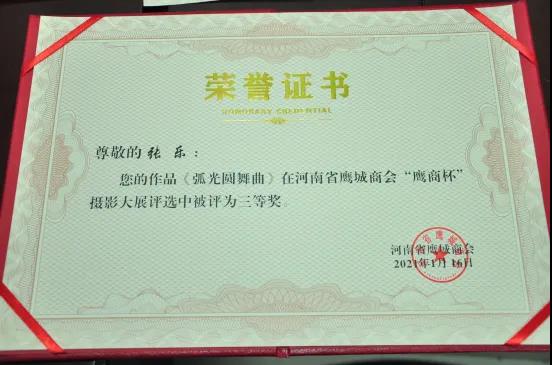 荣誉证书
HONORARY CREDENTIAL
尊敬的 张 乐：
您的作品《弧光圆舞曲》在河南省鹰城商会“鹰商杯”
摄影大展评选中被评为三等奖。
河南省鹰城商会
2021年1月16日